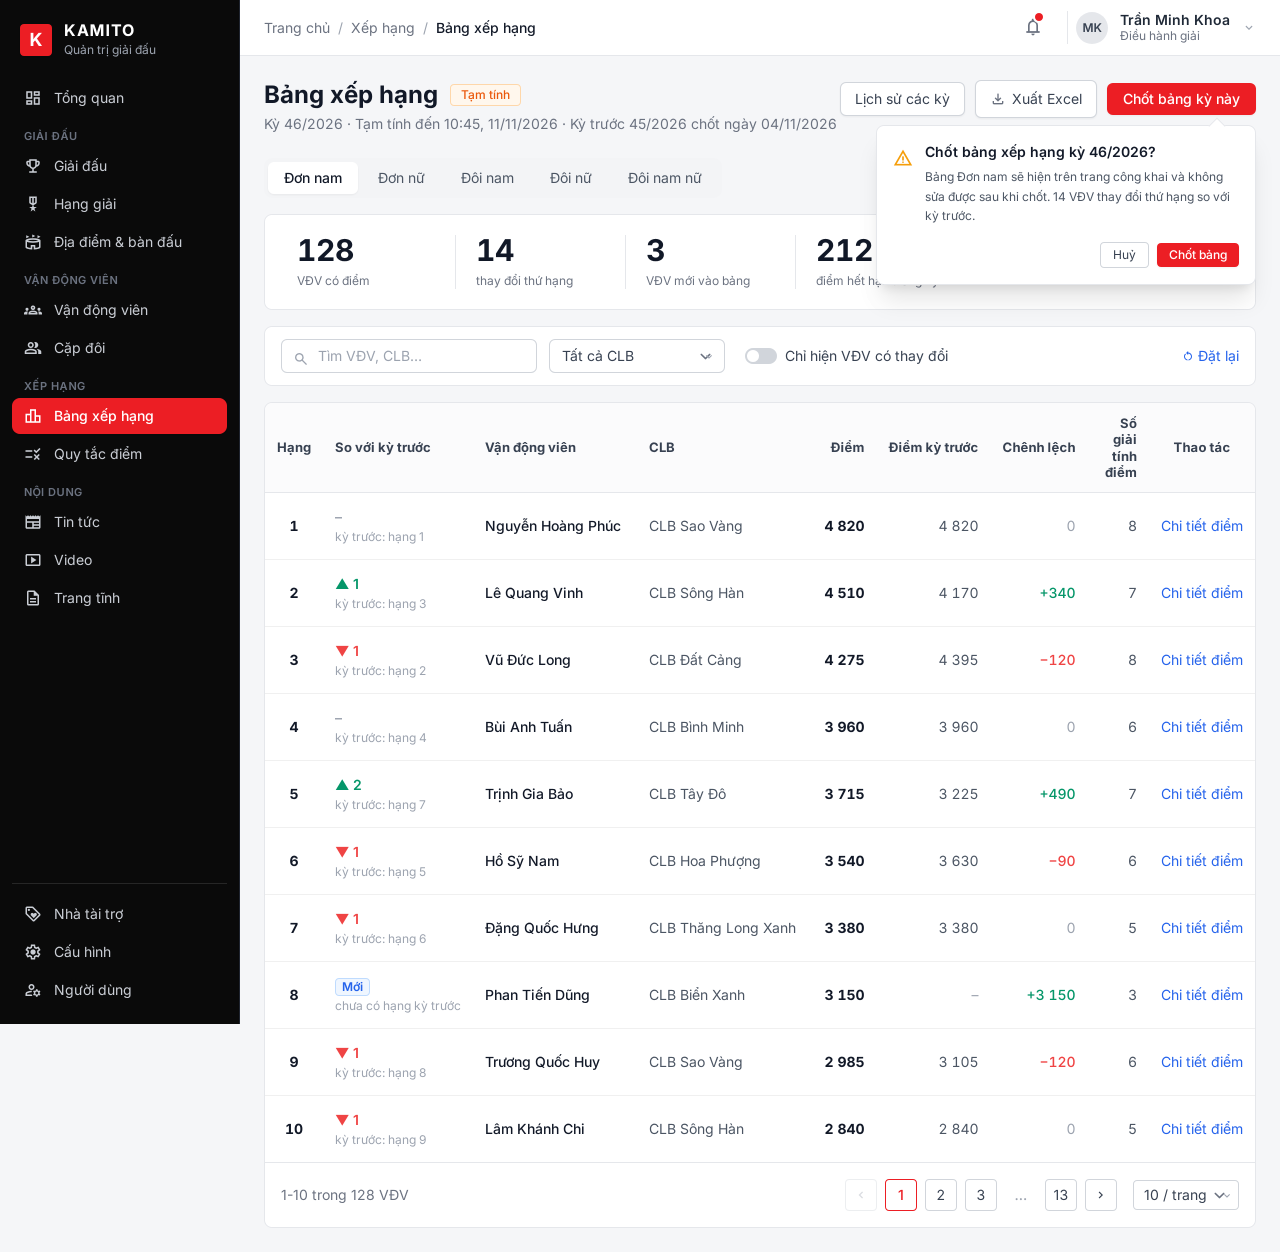 K
KAMITO
Quản trị giải đấu
Tổng quan
GIẢI ĐẤU
Giải đấu
Hạng giải
Địa điểm & bàn đấu
VẬN ĐỘNG VIÊN
Vận động viên
Cặp đôi
XẾP HẠNG
Bảng xếp hạng
Quy tắc điểm
NỘI DUNG
Tin tức
Video
Trang tĩnh
Nhà tài trợ
Cấu hình
Người dùng
Trang chủ / Xếp hạng / Bảng xếp hạng
MK
Trần Minh Khoa
Điều hành giải
Bảng xếp hạng Tạm tính
Kỳ 46/2026 · Tạm tính đến 10:45, 11/11/2026 · Kỳ trước 45/2026 chốt ngày 04/11/2026
Lịch sử các kỳ Xuất Excel Chốt bảng kỳ này
Chốt bảng xếp hạng kỳ 46/2026?
Bảng Đơn nam sẽ hiện trên trang công khai và không
sửa được sau khi chốt. 14 VĐV thay đổi thứ hạng so với
kỳ trước.
Huỷ Chốt bảng
Đơn nam Đơn nữ Đôi nam Đôi nữ Đôi nam nữ
128 14 3 212
VĐV có điểm thay đổi thứ hạng VĐV mới vào bảng điểm hết
Tìm VĐV, CLB... Tất cả CLB Chỉ hiện VĐV có thay đổi Đặt lại
Hạng So với kỳ trước Vận động viên CLB Điểm Điểm kỳ trước Chênh lệch Số giải tính điểm Thao tác
1 – Nguyễn Hoàng Phúc CLB Sao Vàng 4 820 4 820 0 8 Chi tiết điểm
kỳ trước: hạng 1
2 ▲ 1 Lê Quang Vinh CLB Sông Hàn 4 510 4 170 +340 7 Chi tiết điểm
kỳ trước: hạng 3
3 ▼ 1 Vũ Đức Long CLB Đất Cảng 4 275 4 395 −120 8 Chi tiết điểm
kỳ trước: hạng 2
4 – Bùi Anh Tuấn CLB Bình Minh 3 960 3 960 0 6 Chi tiết điểm
kỳ trước: hạng 4
5 ▲ 2 Trịnh Gia Bảo CLB Tây Đô 3 715 3 225 +490 7 Chi tiết điểm
kỳ trước: hạng 7
6 ▼ 1 Hồ Sỹ Nam CLB Hoa Phượng 3 540 3 630 −90 6 Chi tiết điểm
kỳ trước: hạng 5
7 ▼ 1 Đặng Quốc Hưng CLB Thăng Long Xanh 3 380 3 380 0 5 Chi tiết điểm
kỳ trước: hạng 6
8 Mới Phan Tiến Dũng CLB Biển Xanh 3 150 – +3 150 3 Chi tiết điểm
chưa có hạng kỳ trước
9 ▼ 1 Trương Quốc Huy CLB Sao Vàng 2 985 3 105 −120 6 Chi tiết điểm
kỳ trước: hạng 8
10 ▼ 1 Lâm Khánh Chi CLB Sông Hàn 2 840 2 840 0 5 Chi tiết điểm
kỳ trước: hạng 9
1-10 trong 128 VĐV
‹ 1 2 3 ... 13 › 10 / trang